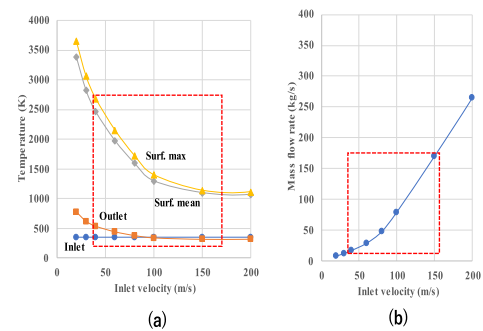 4000
3500
3000
2500
2000
1500
1000
500
0
Temperature (K)
Surf. max
Surf. mean
Outlet
Inlet
0 50 100 150 200
Inlet velocity (m/s)
(a)
400
350
300
250
200
150
100
50
0
Mass flow rate (kg/s)
0 50 100 150 200
Inlet velocity (m/s)
(b)